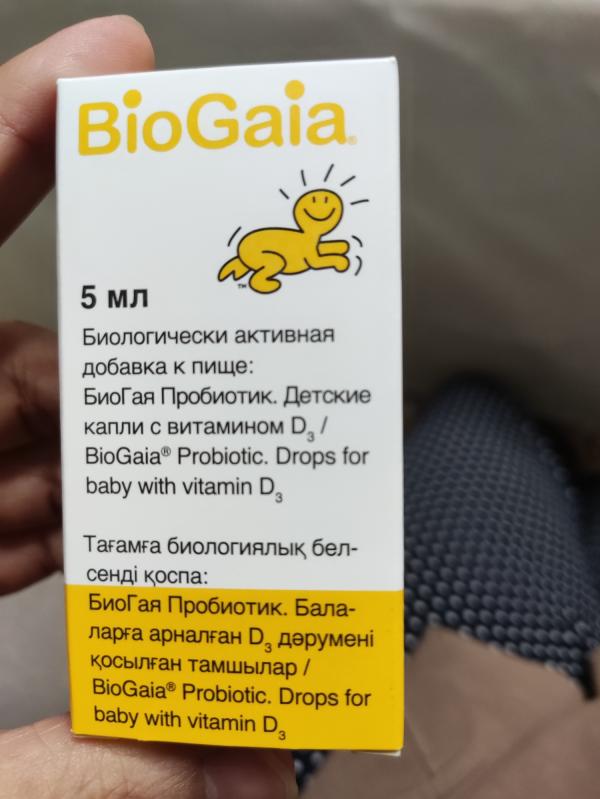 BioGaia®
™
5 мл
Биологически активная
добавка к пище:
БиоГая Пробиотик. Детские
капли с витамином D₃ /
BioGaia® Probiotic. Drops for
baby with vitamin D₃
Тағамға биологиялық бел-
сенді қоспа:
БиоГая Пробиотик. Бала-
ларға арналған D₃ дәрумені
қосылған тамшылар /
BioGaia® Probiotic. Drops for
baby with vitamin D₃